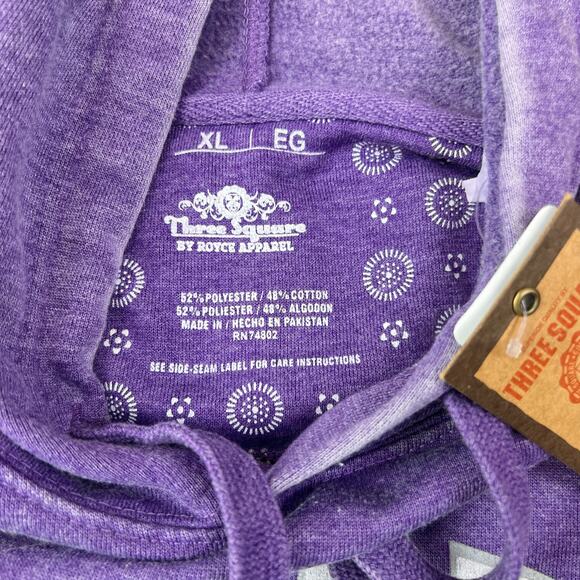 XL | EG
Three Square
BY ROYCE APPAREL
52% POLYESTER / 48% COTTON
52% POLIESTER / 48% ALGODON
MADE IN / HECHO EN PAKISTAN
RN74802
SEE SIDE-SEAM LABEL FOR CARE INSTRUCTIONS
THREE SQU